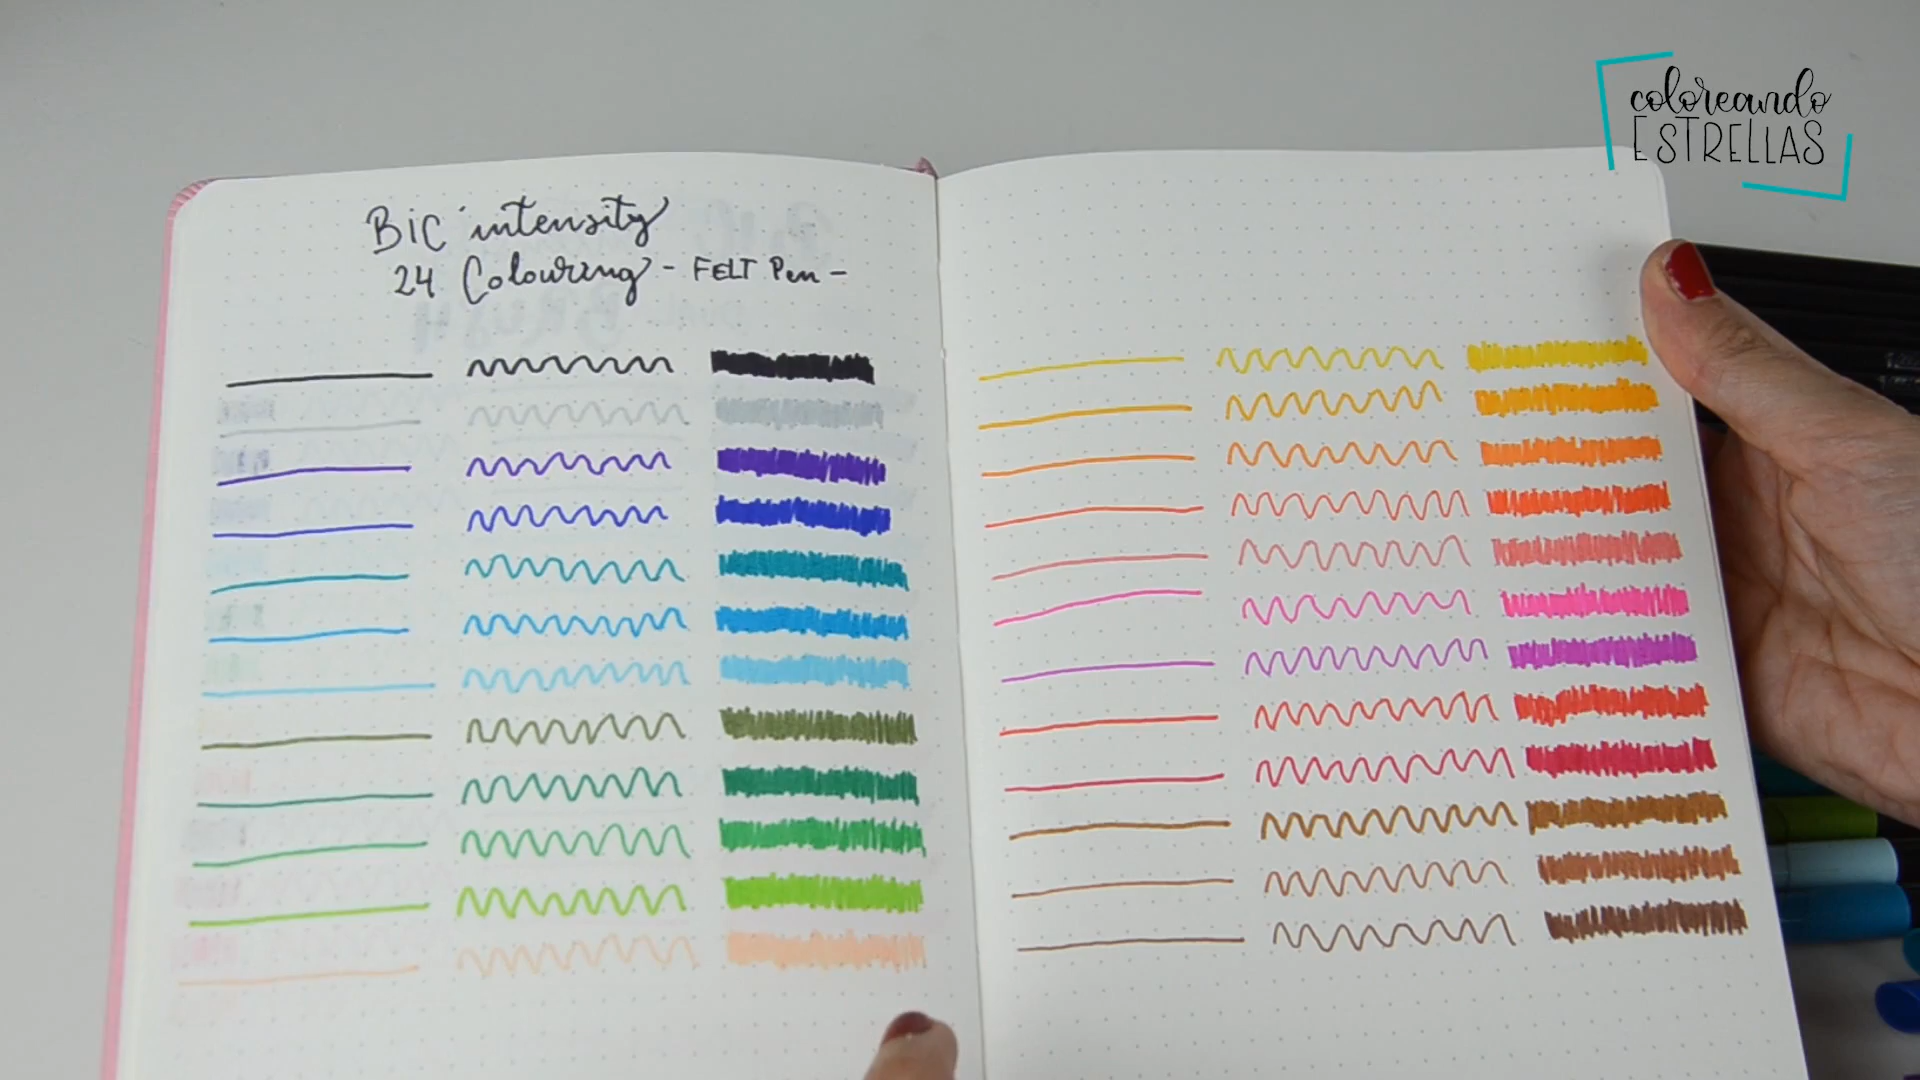 BiC intensity
24 Colouring - FELT Pen -
coloreando
ESTRELLAS